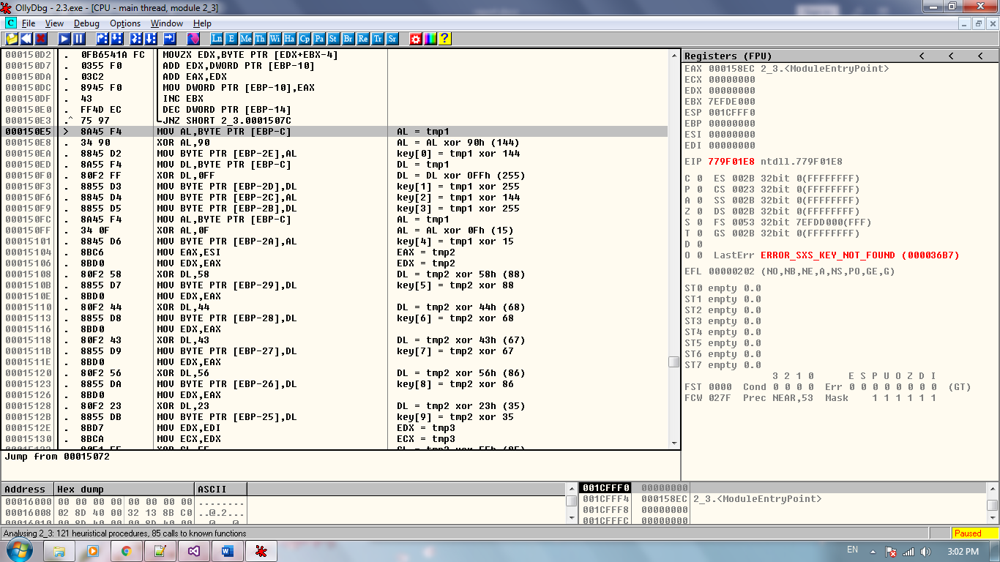 OllyDbg - 2.3.exe - [CPU - main thread, module 2_3]
C File View Debug Options Window Help
Ln E Me Th Wi Ha Cp Pa St Br Re Tr Sr ?
000150D2 . 0FB6541A FC MOVZX EDX,BYTE PTR [EDX+EBX-4]
000150D7 . 0355 F0 ADD EDX,DWORD PTR [EBP-10]
000150DA . 03C2 ADD EAX,EDX
000150DC . 8945 F0 MOV DWORD PTR [EBP-10],EAX
000150DF . 43 INC EBX
000150E0 . FF4D EC DEC DWORD PTR [EBP-14]
000150E3 .^ 75 97 JNZ SHORT 2_3.0001507C
000150E5 > 8A45 F4 MOV AL,BYTE PTR [EBP-C] AL = tmp1
000150E8 . 34 90 XOR AL,90 AL = AL xor 90h (144)
000150EA . 8845 D2 MOV BYTE PTR [EBP-2E],AL key[0] = tmp1 xor 144
000150ED . 8A55 F4 MOV DL,BYTE PTR [EBP-C] DL = tmp1
000150F0 . 80F2 FF XOR DL,0FF DL = DL xor 0FFh (255)
000150F3 . 8855 D3 MOV BYTE PTR [EBP-2D],DL key[1] = tmp1 xor 255
000150F6 . 8845 D4 MOV BYTE PTR [EBP-2C],AL key[2] = tmp1 xor 144
000150F9 . 8855 D5 MOV BYTE PTR [EBP-2B],DL key[3] = tmp1 xor 255
000150FC . 8A45 F4 MOV AL,BYTE PTR [EBP-C] AL = tmp1
000150FF . 34 0F XOR AL,0F AL = AL xor 0Fh (15)
00015101 . 8845 D6 MOV BYTE PTR [EBP-2A],AL key[4] = tmp1 xor 15
00015104 . 8BC6 MOV EAX,ESI EAX = tmp2
00015106 . 8BD0 MOV EDX,EAX EDX = tmp2
00015108 . 80F2 58 XOR DL,58 DL = tmp2 xor 58h (88)
0001510B . 8855 D7 MOV BYTE PTR [EBP-29],DL key[5] = tmp2 xor 88
0001510E . 8BD0 MOV EDX,EAX
00015110 . 80F2 44 XOR DL,44 DL = tmp2 xor 44h (68)
00015113 . 8855 D8 MOV BYTE PTR [EBP-28],DL key[6] = tmp2 xor 68
00015116 . 8BD0 MOV EDX,EAX
00015118 . 80F2 43 XOR DL,43 DL = tmp2 xor 43h (67)
0001511B . 8855 D9 MOV BYTE PTR [EBP-27],DL key[7] = tmp2 xor 67
0001511E . 8BD0 MOV EDX,EAX
00015120 . 80F2 56 XOR DL,56 DL = tmp2 xor 56h (86)
00015123 . 8855 DA MOV BYTE PTR [EBP-26],DL key[8] = tmp2 xor 86
00015126 . 8BD0 MOV EDX,EAX
00015128 . 80F2 23 XOR DL,23 DL = tmp2 xor 23h (35)
0001512B . 8855 DB MOV BYTE PTR [EBP-25],DL key[9] = tmp2 xor 35
0001512E . 8BD7 MOV EDX,EDI EDX = tmp3
00015130 . 8BCA MOV ECX,EDX ECX = tmp3
Jump from 00015072
Registers (FPU) < < <
EAX 000158EC 2_3.<ModuleEntryPoint>
ECX 00000000
EDX 00000000
EBX 7EFDE000
ESP 001CFFF0
EBP 00000000
ESI 00000000
EDI 00000000
EIP 779F01E8 ntdll.779F01E8
C 0 ES 002B 32bit 0(FFFFFFFF)
P 0 CS 0023 32bit 0(FFFFFFFF)
A 0 SS 002B 32bit 0(FFFFFFFF)
Z 0 DS 002B 32bit 0(FFFFFFFF)
S 0 FS 0053 32bit 7EFDD000(FFF)
T 0 GS 002B 32bit 0(FFFFFFFF)
D 0
O 0 LastErr ERROR_SXS_KEY_NOT_FOUND (000036B7)
EFL 00000202 (NO,NB,NE,A,NS,PO,GE,G)
ST0 empty 0.0
ST1 empty 0.0
ST2 empty 0.0
ST3 empty 0.0
ST4 empty 0.0
ST5 empty 0.0
ST6 empty 0.0
ST7 empty 0.0
3 2 1 0 E S P U O Z D I
FST 0000 Cond 0 0 0 0 Err 0 0 0 0 0 0 0 0 (GT)
FCW 027F Prec NEAR,53 Mask 1 1 1 1 1 1
Address Hex dump ASCII
00016000 00 00 00 00 00 00 00 00 ........
00016008 02 8D 40 00 32 13 8B C0 ..@.2...
001CFFF0 00000000
001CFFF4 000158EC 2_3.<ModuleEntryPoint>
001CFFF8 00000000
001CFFFC 00000000
Analysing 2_3: 121 heuristical procedures, 85 calls to known functions
Paused
EN 3:02 PM